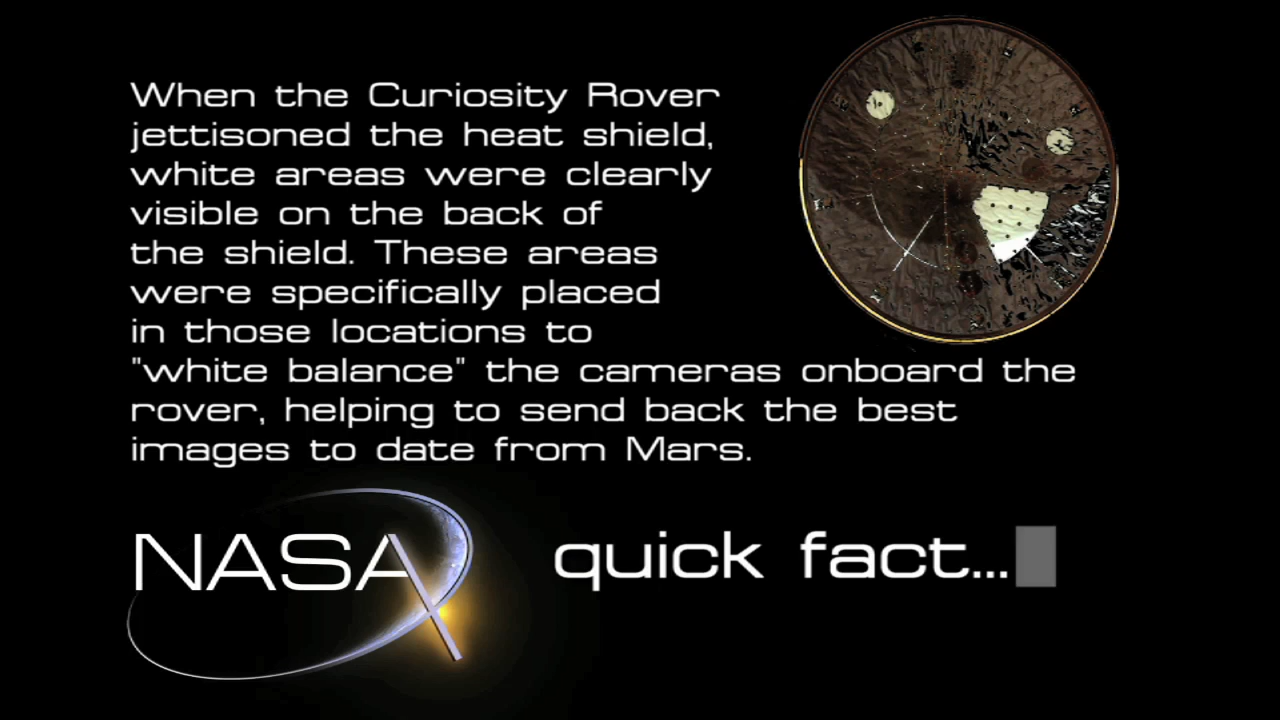 When the Curiosity Rover
jettisoned the heat shield,
white areas were clearly
visible on the back of
the shield. These areas
were specifically placed
in those locations to
"white balance" the cameras onboard the
rover, helping to send back the best
images to date from Mars.
NASA quick fact...